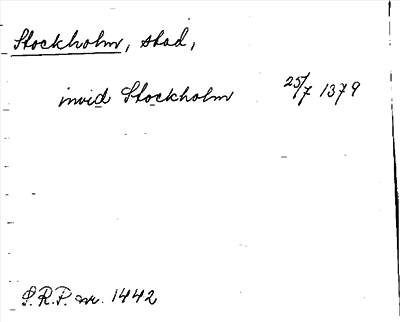 Stockholm, stad,
invid Stockholm 25/7 1379
S.R.P. nr. 1442